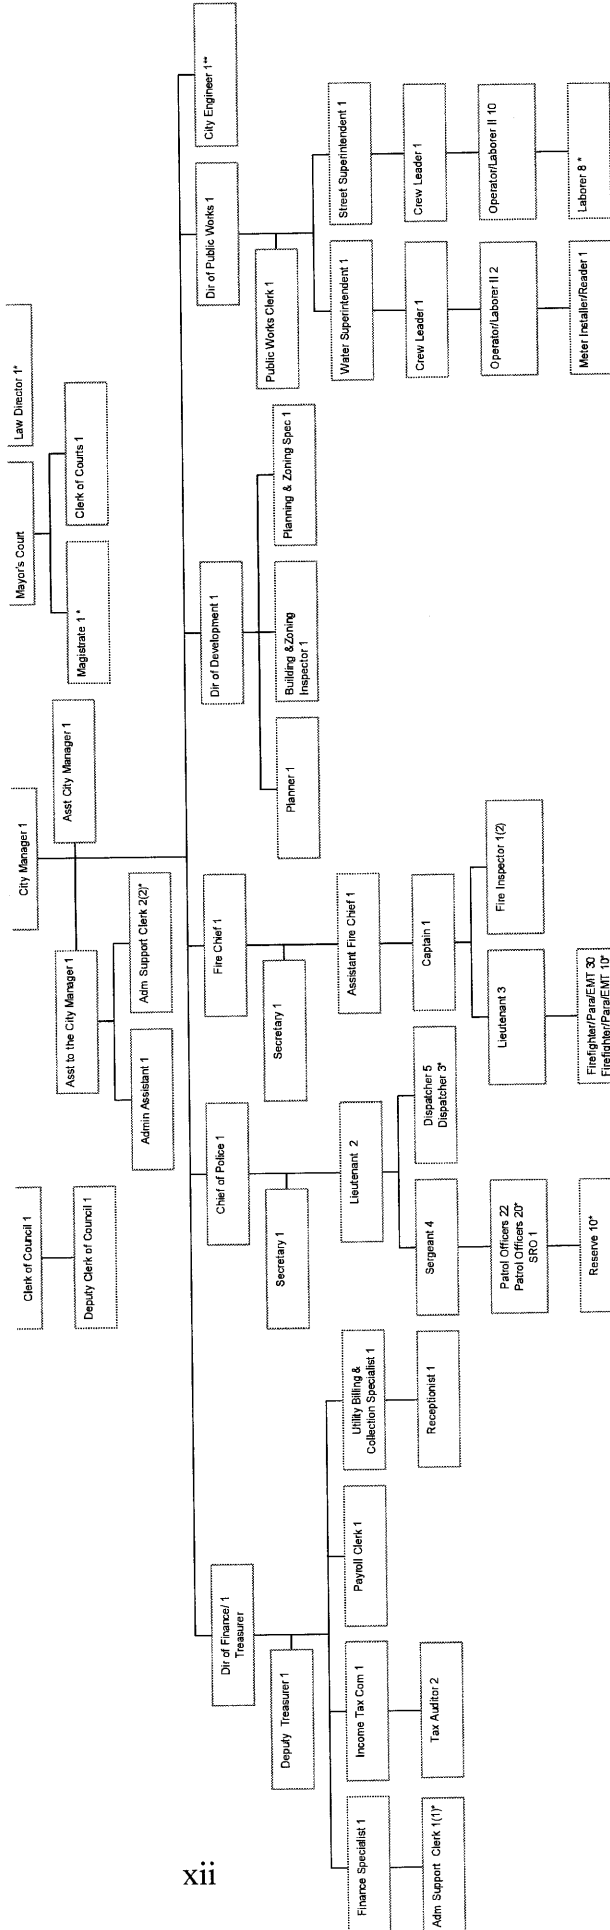 Clerk of Council 1
Deputy Clerk of Council 1
City Manager 1
Asst to the City Manager 1
Asst City Manager 1
Admin Assistant 1
Adm Support Clerk 2(2)*
Mayor's Court
Magistrate 1*
Clerk of Courts 1
Law Director 1*
Dir of Finance/ 1
Treasurer
Deputy Treasurer 1
Finance Specialist 1
Adm Support Clerk 1(1)*
Income Tax Com 1
Tax Auditor 2
Payroll Clerk 1
Utility Billing &
Collection Specialist 1
Receptionist 1
Chief of Police 1
Secretary 1
Lieutenant 2
Sergeant 4
Dispatcher 5
Dispatcher 3*
Patrol Officers 22
Patrol Officers 20*
SRO 1
Reserve 10*
Fire Chief 1
Secretary 1
Assistant Fire Chief 1
Captain 1
Lieutenant 3
Fire Inspector 1(2)
Firefighter/Para/EMT 30
Firefighter/Para/EMT 10*
Dir of Development 1
Planner 1
Building &Zoning
Inspector 1
Planning & Zoning Spec 1
Dir of Public Works 1
Public Works Clerk 1
Water Superintendent 1
Crew Leader 1
Operator/Laborer II 2
Meter Installer/Reader 1
Street Superintendent 1
Crew Leader 1
Operator/Laborer II 10
Laborer 8 *
City Engineer 1**
xii